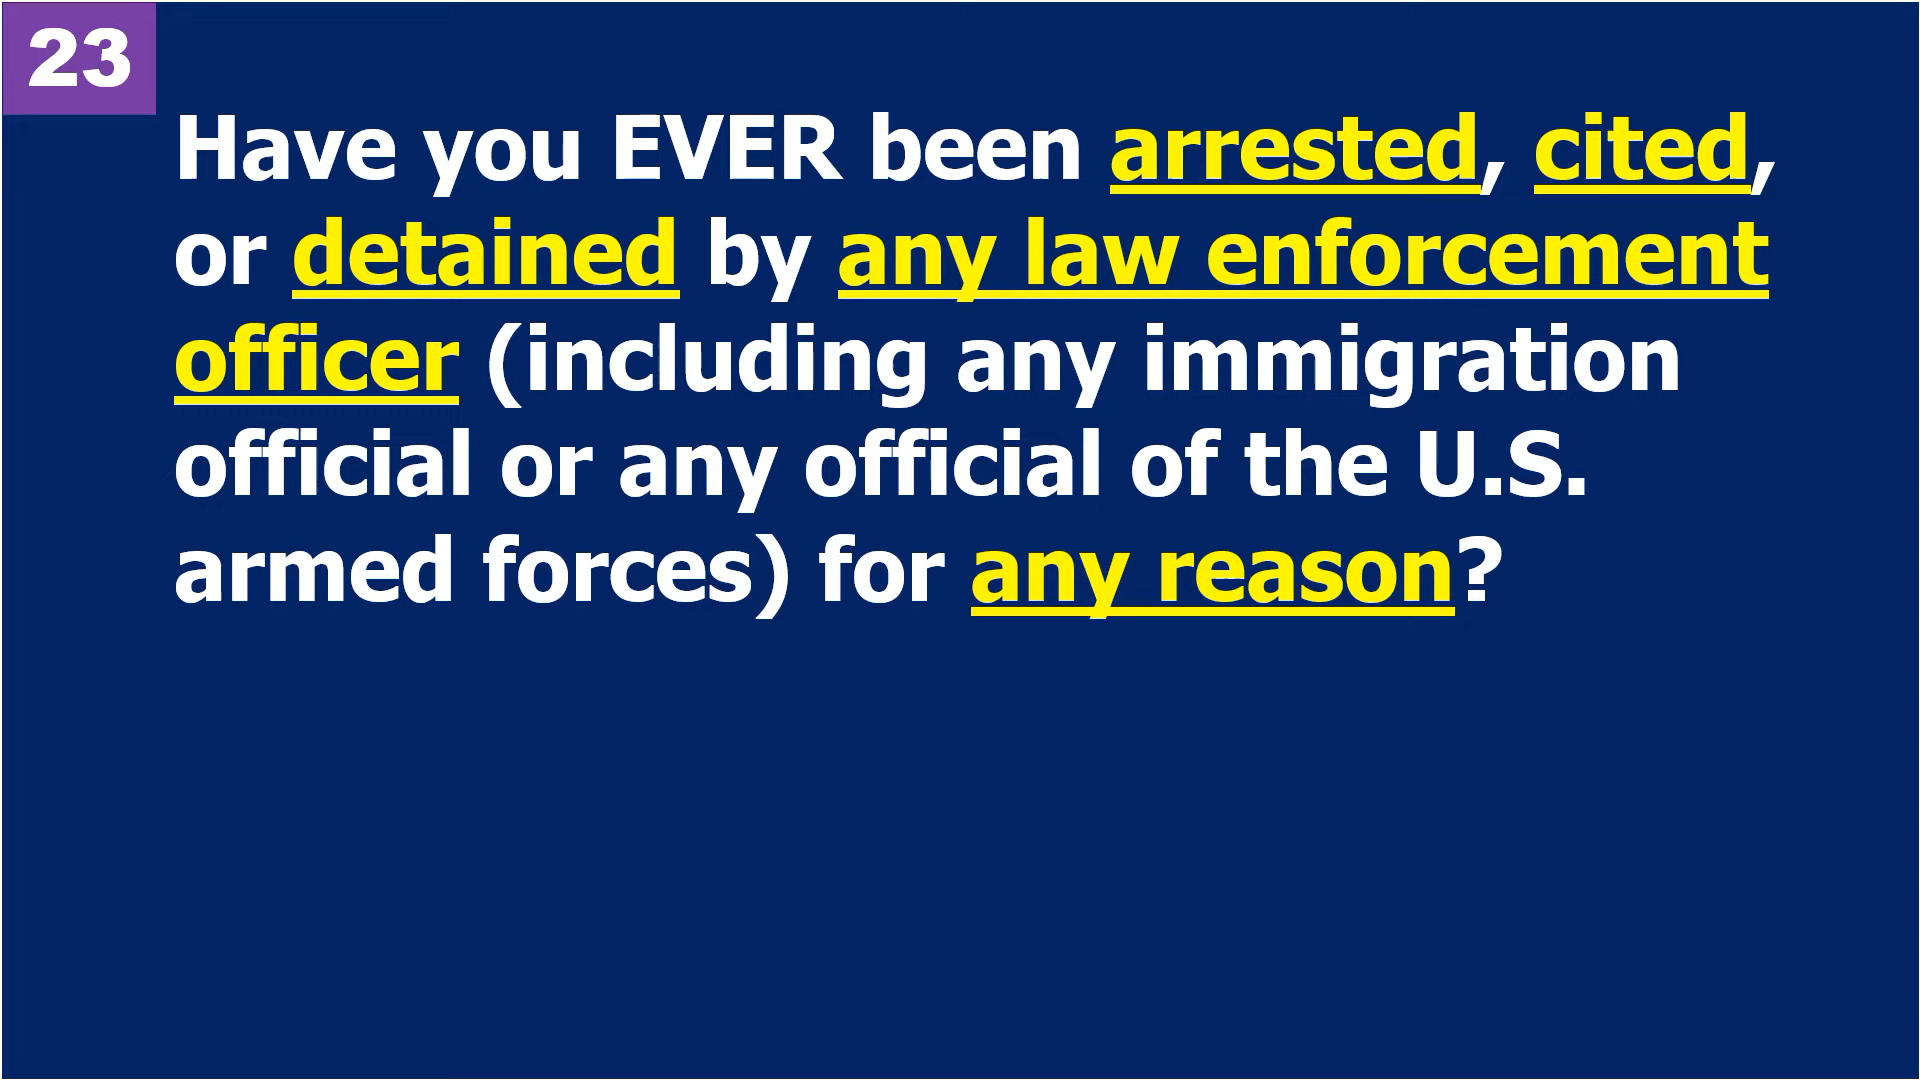 23
Have you EVER been arrested, cited,
or detained by any law enforcement
officer (including any immigration
official or any official of the U.S.
armed forces) for any reason?